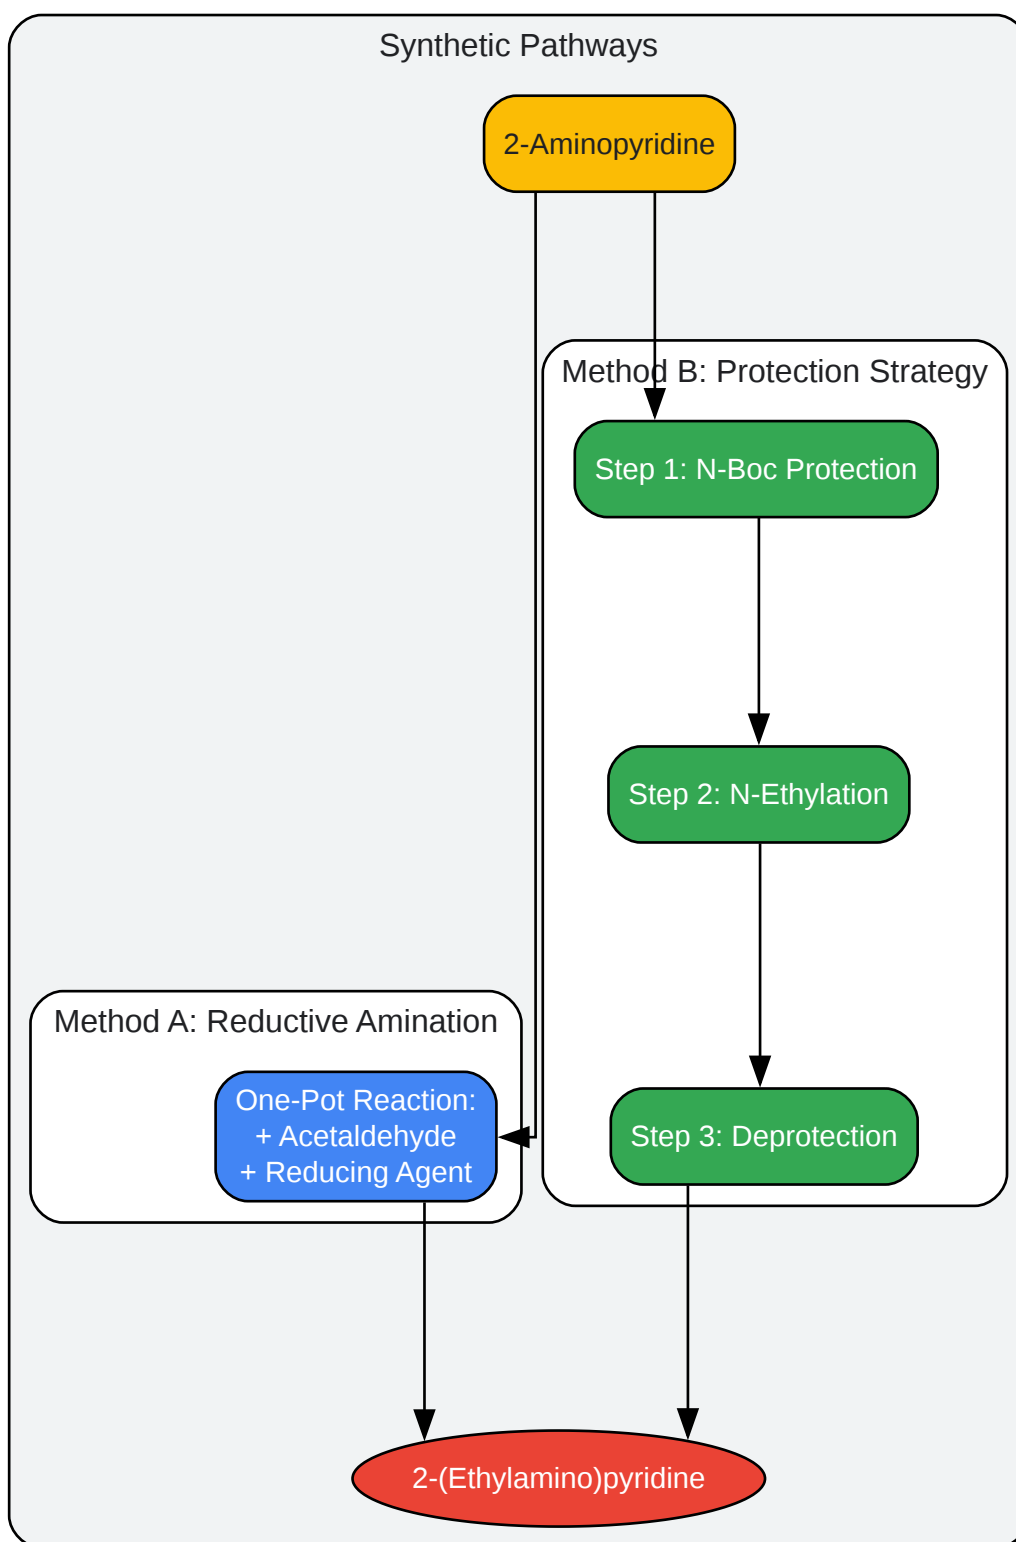 Synthetic Pathways
2-Aminopyridine
Method B: Protection Strategy
Step 1: N-Boc Protection
Step 2: N-Ethylation
Method A: Reductive Amination
One-Pot Reaction:
+ Acetaldehyde
+ Reducing Agent
Step 3: Deprotection
2-(Ethylamino)pyridine